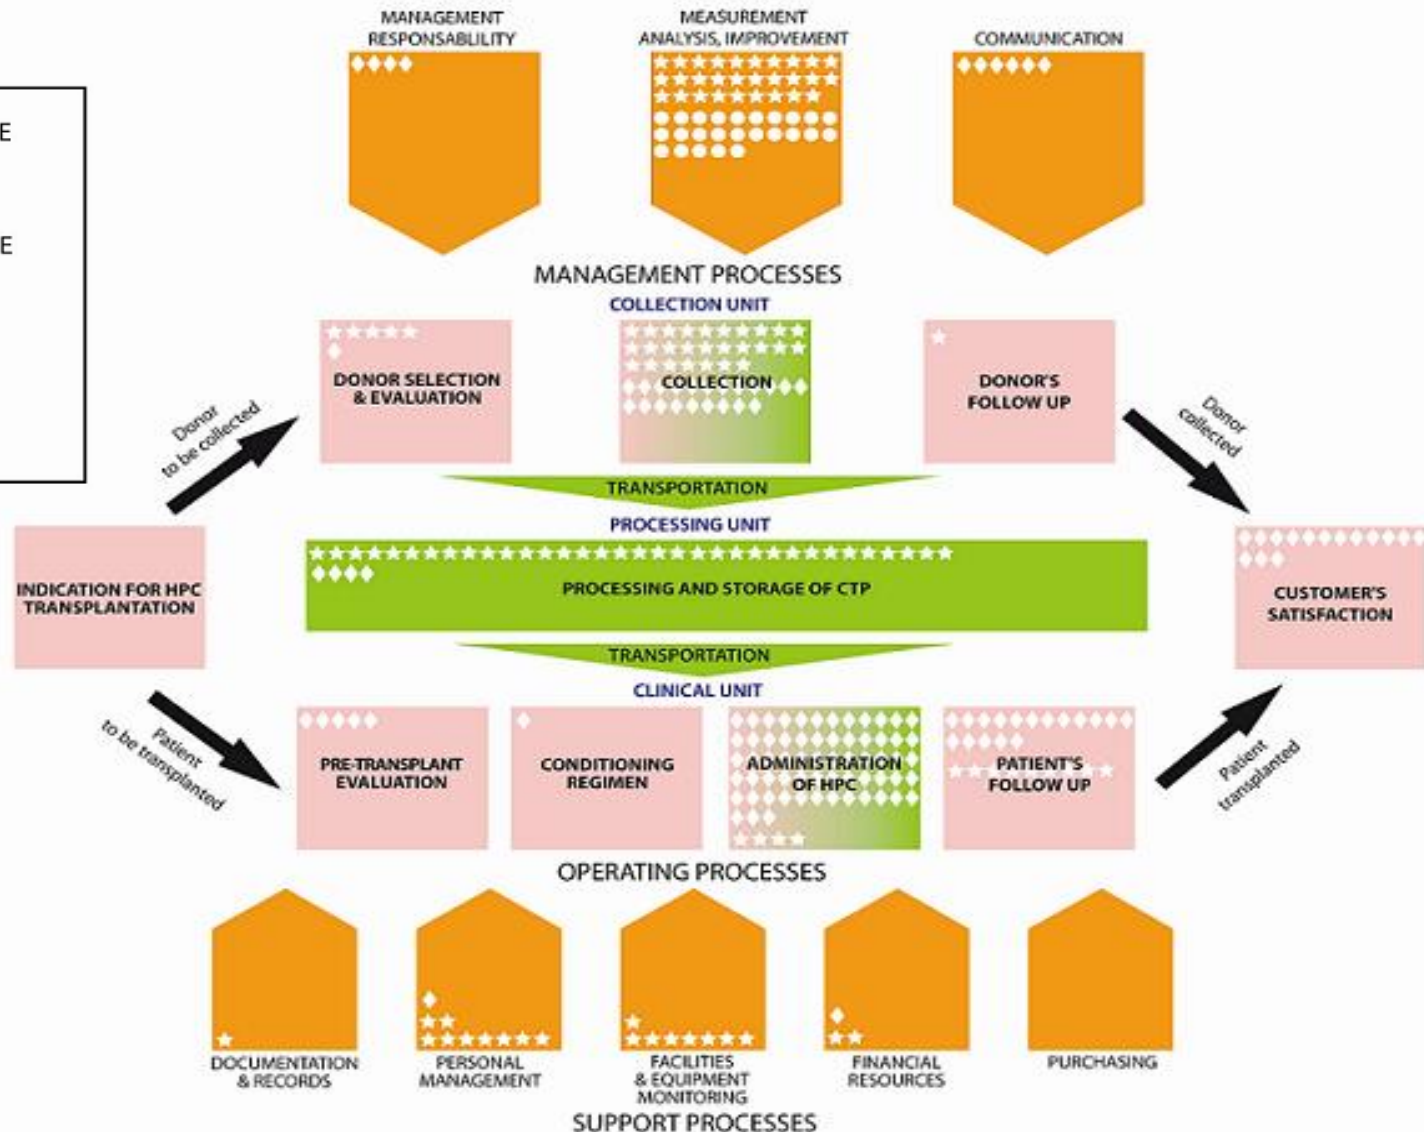 MANAGEMENT
RESPONSABLILITY
MEASUREMENT
ANALYSIS, IMPROVEMENT
COMMUNICATION
E
E
MANAGEMENT PROCESSES
COLLECTION UNIT
DONOR SELECTION
& EVALUATION
COLLECTION
DONOR'S
FOLLOW UP
Donor
to be collected
Donor
collected
TRANSPORTATION
PROCESSING UNIT
INDICATION FOR HPC
TRANSPLANTATION
PROCESSING AND STORAGE OF CTP
CUSTOMER'S
SATISFACTION
TRANSPORTATION
CLINICAL UNIT
Patient
to be transplanted
PRE-TRANSPLANT
EVALUATION
CONDITIONING
REGIMEN
ADMINISTRATION
OF HPC
PATIENT'S
FOLLOW UP
Patient
transplanted
OPERATING PROCESSES
DOCUMENTATION
& RECORDS
PERSONAL
MANAGEMENT
FACILITIES
& EQUIPMENT
MONITORING
FINANCIAL
RESOURCES
PURCHASING
SUPPORT PROCESSES